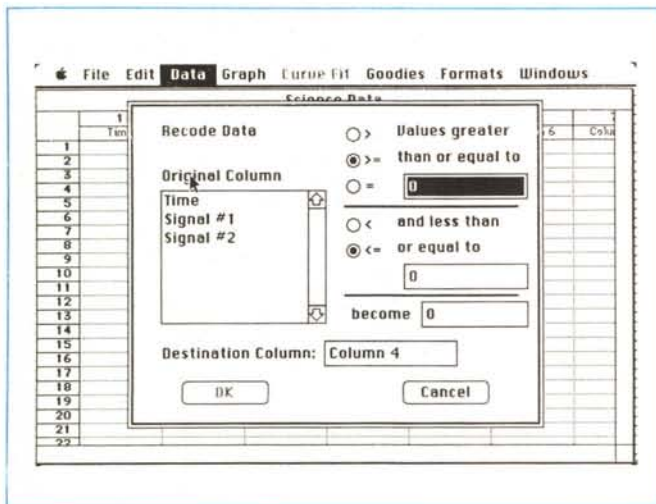 File Edit Data Graph Curve Fit Goodies Formats Windows
Science Data
1
Tim
6
Colu
1
2
3
4
5
6
7
8
9
10
11
12
13
14
15
16
17
18
19
20
21
22
Recode Data
Original Column
Time
Signal #1
Signal #2
> Values greater
>= than or equal to
= 0
< and less than
<= or equal to
0
become 0
Destination Column: Column 4
OK Cancel